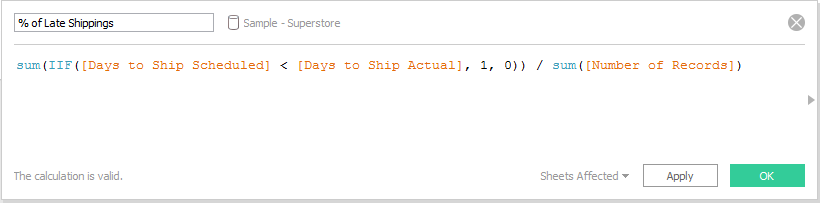 % of Late Shippings
Sample - Superstore
sum(IIF([Days to Ship Scheduled] < [Days to Ship Actual], 1, 0)) / sum([Number of Records])
The calculation is valid.
Sheets Affected
Apply
OK